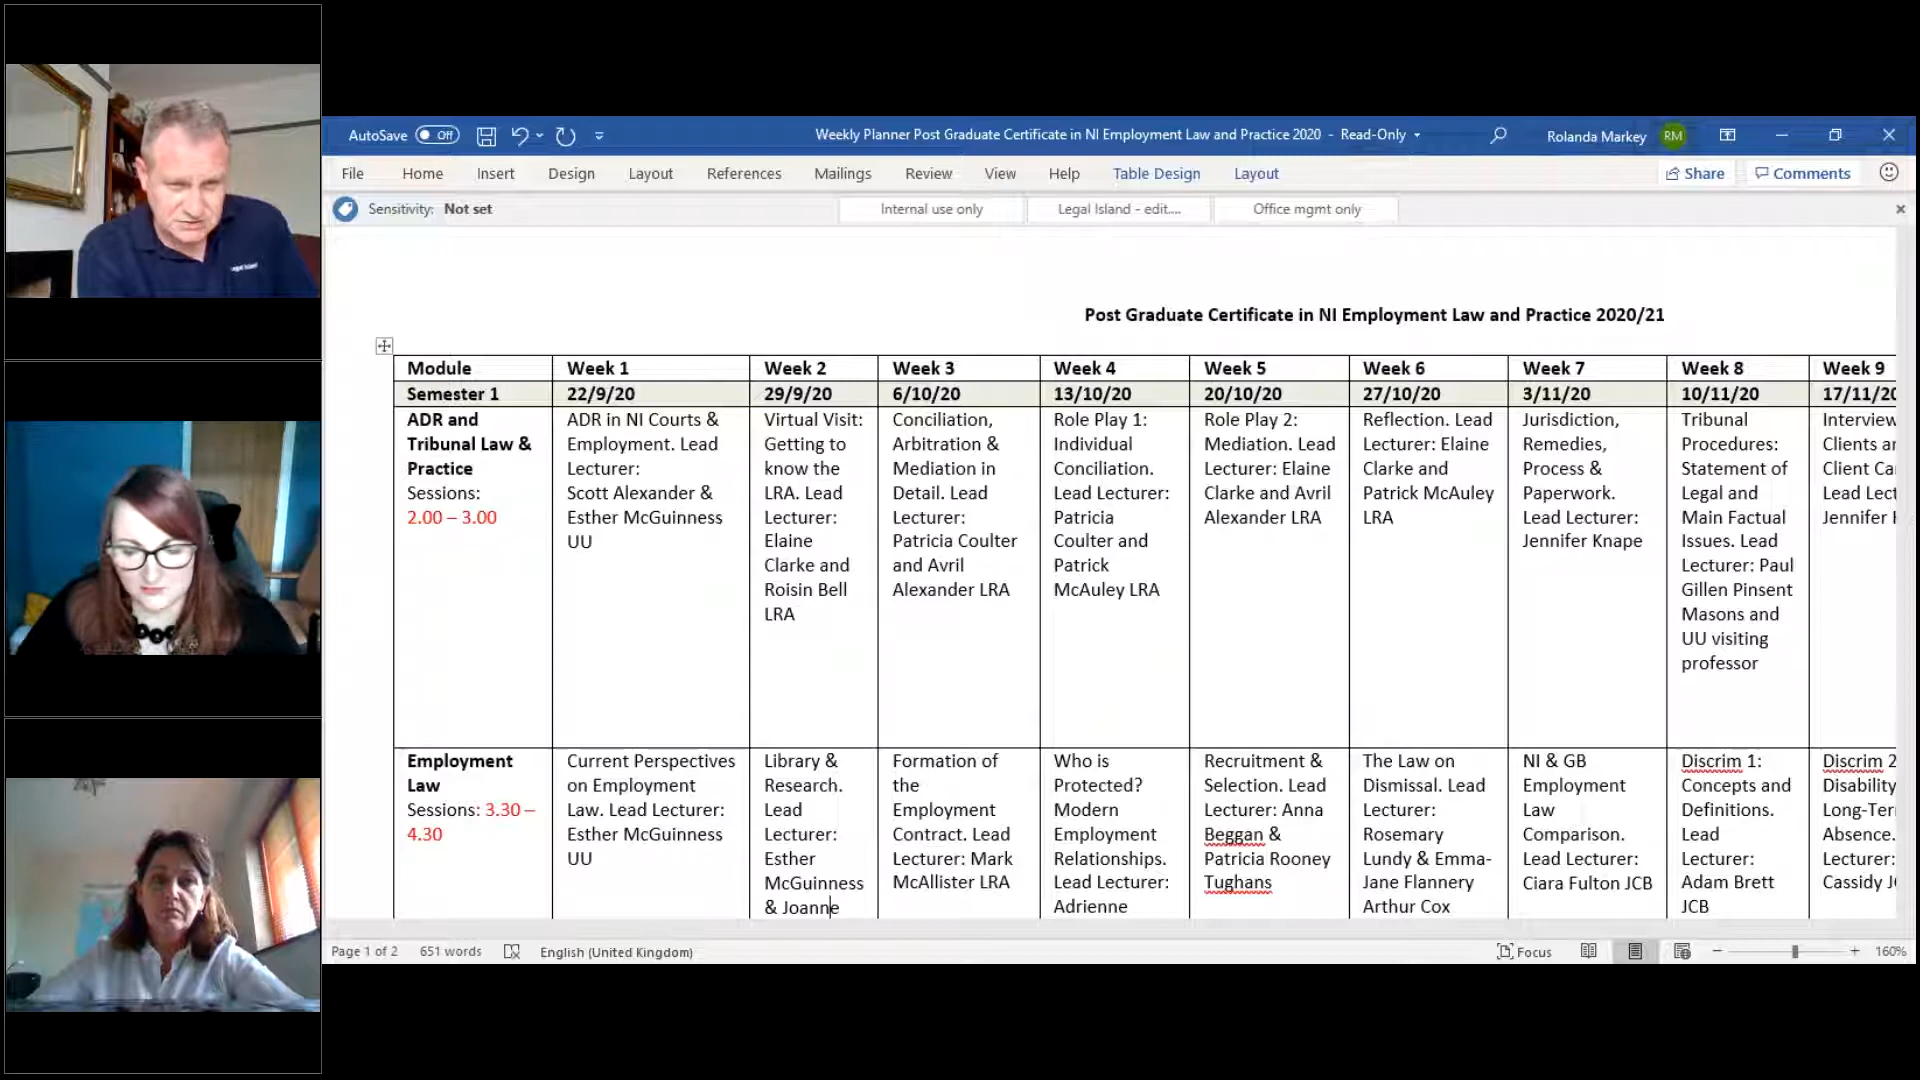 AutoSave Off
Weekly Planner Post Graduate Certificate in NI Employment Law and Practice 2020 - Read-Only
Rolanda Markey RM
File Home Insert Design Layout References Mailings Review View Help Table Design Layout
Share Comments
Sensitivity: Not set
Internal use only
Legal Island - edit....
Office mgmt only
Post Graduate Certificate in NI Employment Law and Practice 2020/21
Module Week 1 Week 2 Week 3 Week 4 Week 5 Week 6 Week 7 Week 8 Week 9
Semester 1 22/9/20 29/9/20 6/10/20 13/10/20 20/10/20 27/10/20 3/11/20 10/11/20 17/11/20
ADR and
Tribunal Law &
Practice
Sessions:
2.00 – 3.00
ADR in NI Courts &
Employment. Lead
Lecturer:
Scott Alexander &
Esther McGuinness
UU
Virtual Visit:
Getting to
know the
LRA. Lead
Lecturer:
Elaine
Clarke and
Roisin Bell
LRA
Conciliation,
Arbitration &
Mediation in
Detail. Lead
Lecturer:
Patricia Coulter
and Avril
Alexander LRA
Role Play 1:
Individual
Conciliation.
Lead Lecturer:
Patricia
Coulter and
Patrick
McAuley LRA
Role Play 2:
Mediation. Lead
Lecturer: Elaine
Clarke and Avril
Alexander LRA
Reflection. Lead
Lecturer: Elaine
Clarke and
Patrick McAuley
LRA
Jurisdiction,
Remedies,
Process &
Paperwork.
Lead Lecturer:
Jennifer Knape
Tribunal
Procedures:
Statement of
Legal and
Main Factual
Issues. Lead
Lecturer: Paul
Gillen Pinsent
Masons and
UU visiting
professor
Interview
Clients
Client
Lead
Jennifer
Employment
Law
Sessions: 3.30 –
4.30
Current Perspectives
on Employment
Law. Lead Lecturer:
Esther McGuinness
UU
Library &
Research.
Lead
Lecturer:
Esther
McGuinness
& Joanne
Formation of
the
Employment
Contract. Lead
Lecturer: Mark
McAllister LRA
Who is
Protected?
Modern
Employment
Relationships.
Lead Lecturer:
Adrienne
Recruitment &
Selection. Lead
Lecturer: Anna
Beggan &
Patricia Rooney
Tughans
The Law on
Dismissal. Lead
Lecturer:
Rosemary
Lundy & Emma-
Jane Flannery
Arthur Cox
NI & GB
Employment
Law
Comparison.
Lead Lecturer:
Ciara Fulton JCB
Discrim 1:
Concepts and
Definitions.
Lead
Lecturer:
Adam Brett
JCB
Discrim 2
Disability
Long-Ter
Absence.
Lecturer:
Cassidy
Page 1 of 2 651 words English (United Kingdom)
Focus 160%